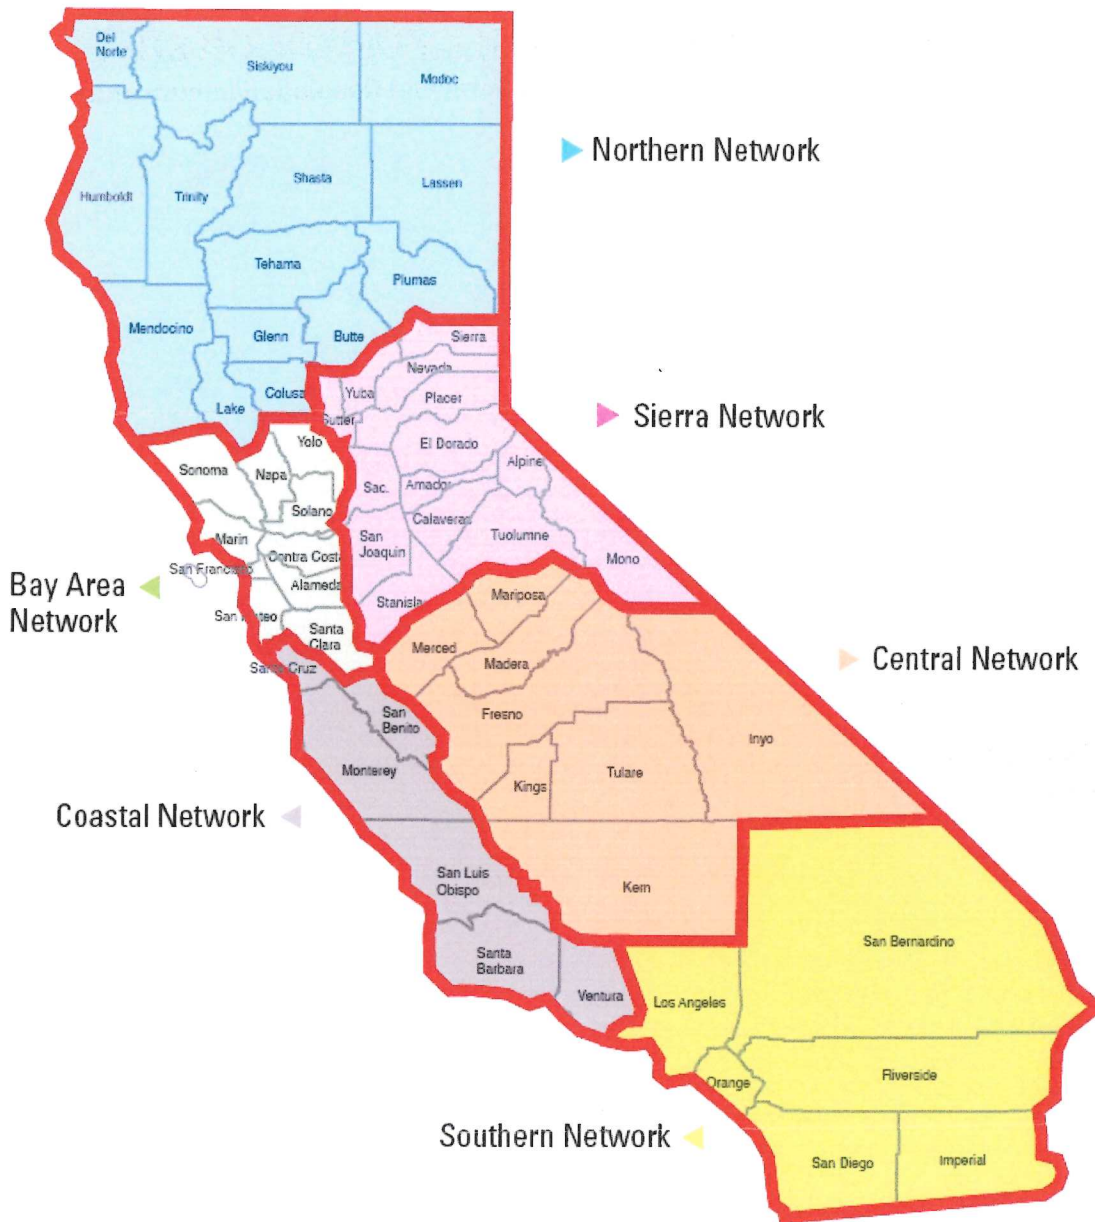 Del
Norte
Siskiyou
Modoc
Humboldt
Trinity
Shasta
Lassen
Northern Network
Tehama
Plumas
Mendocino
Glenn
Butte
Lake
Colusa
Sierra
Nevada
Yuba
Placer
Sutter
Sierra Network
El Dorado
Alpine
Sac.
Amador
Calaveras
Tuolumne
Mono
San
Joaquin
Stanisla
Yolo
Sonoma
Napa
Solano
Marin
Contra Costa
San Francisco
Alameda
San Mateo
Santa
Clara
Bay Area
Network
Mariposa
Merced
Madera
Central Network
Fresno
Inyo
Kings
Tulare
Kern
Santa Cruz
San
Benito
Monterey
Coastal Network
San Luis
Obispo
Santa
Barbara
Ventura
San Bernardino
Los Angeles
Orange
Riverside
Southern Network
San Diego
Imperial